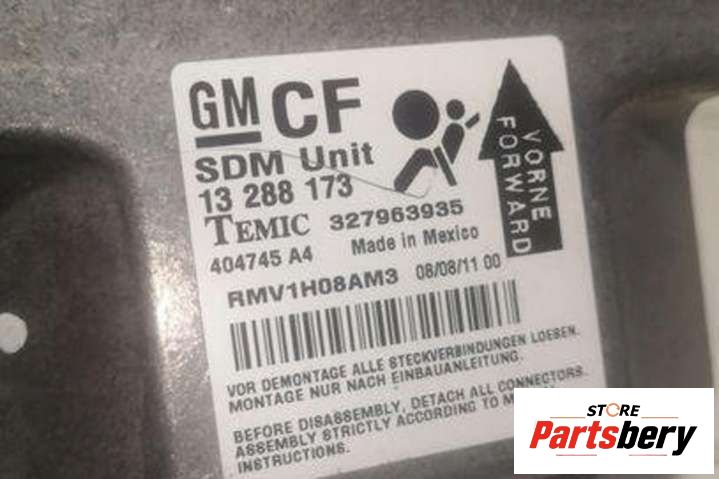 GM CF
SDM Unit
13 288 173
TEMIC 327963935
404745 A4 Made in Mexico
RMV1H08AM3 08/08/11 00
VORNE
FORWARD
VOR DEMONTAGE ALLE STECKVERBINDUNGEN LOESEN.
MONTAGE NUR NACH EINBAUANLEITUNG.
BEFORE DISASSEMBLY, DETACH ALL CONNECTORS.
ASSEMBLY STRICTLY ACCORDING TO
INSTRUCTIONS.
STORE
Partsbery